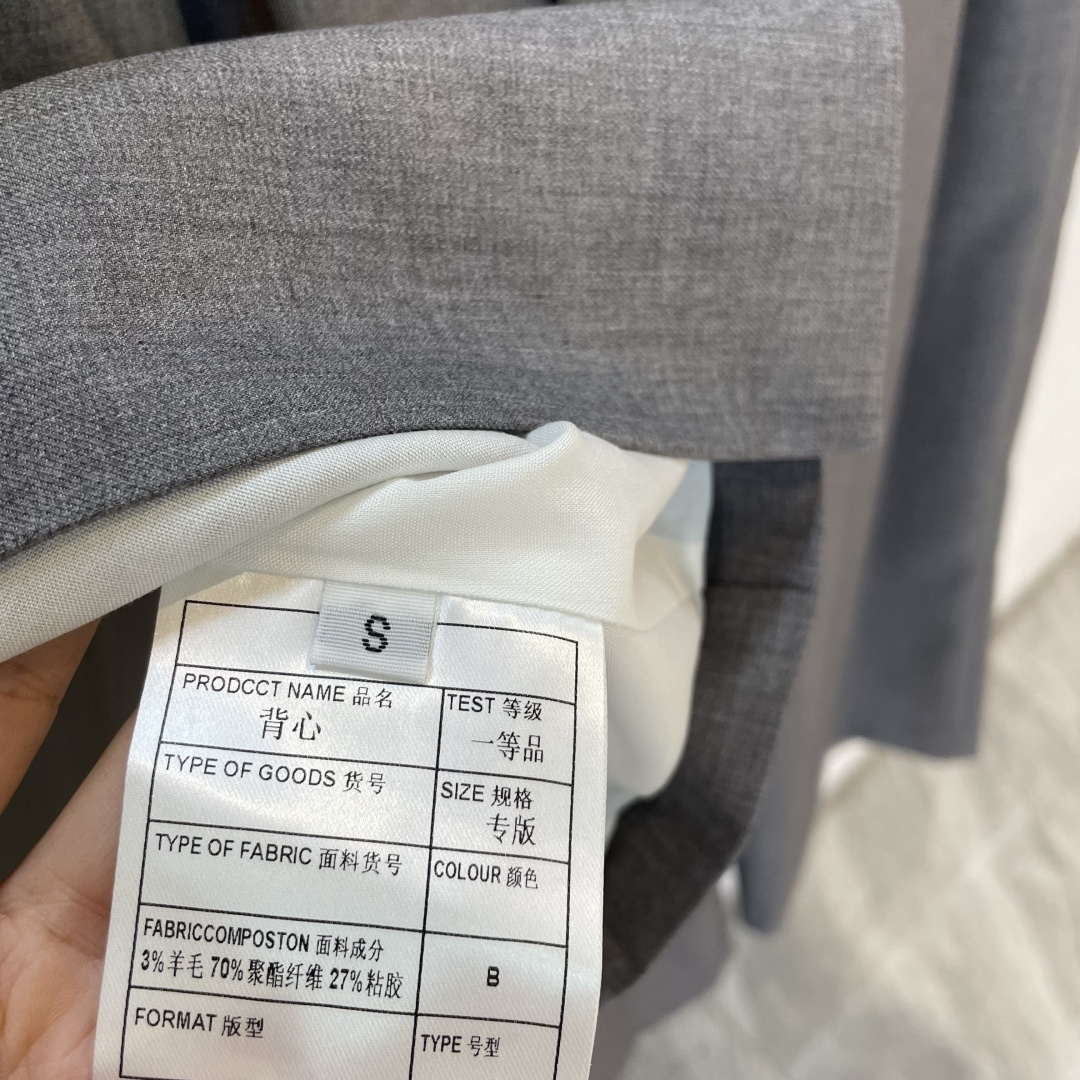 S
PRODCCT NAME 品名
背心
TEST 等级
一等品
TYPE OF GOODS 货号
SIZE 规格
专版
TYPE OF FABRIC 面料货号
COLOUR 颜色
FABRICCOMPOSTON 面料成分
3%羊毛 70%聚酯纤维 27%粘胶
B
FORMAT 版型
TYPE 号型